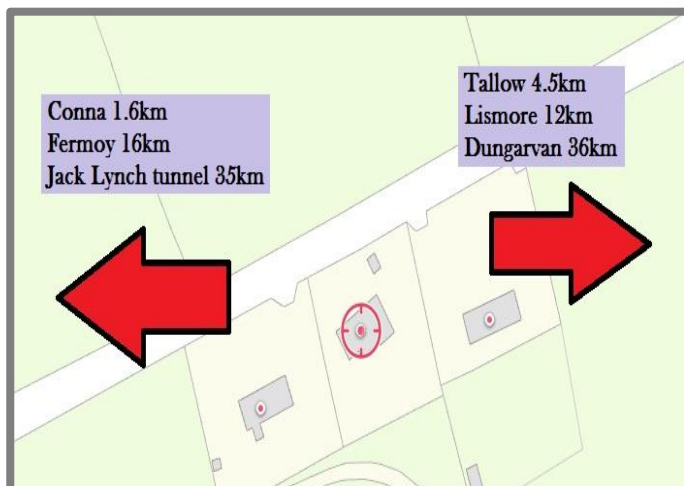 Conna 1.6km
Fermoy 16km
Jack Lynch tunnel 35km
Tallow 4.5km
Lismore 12km
Dungarvan 36km